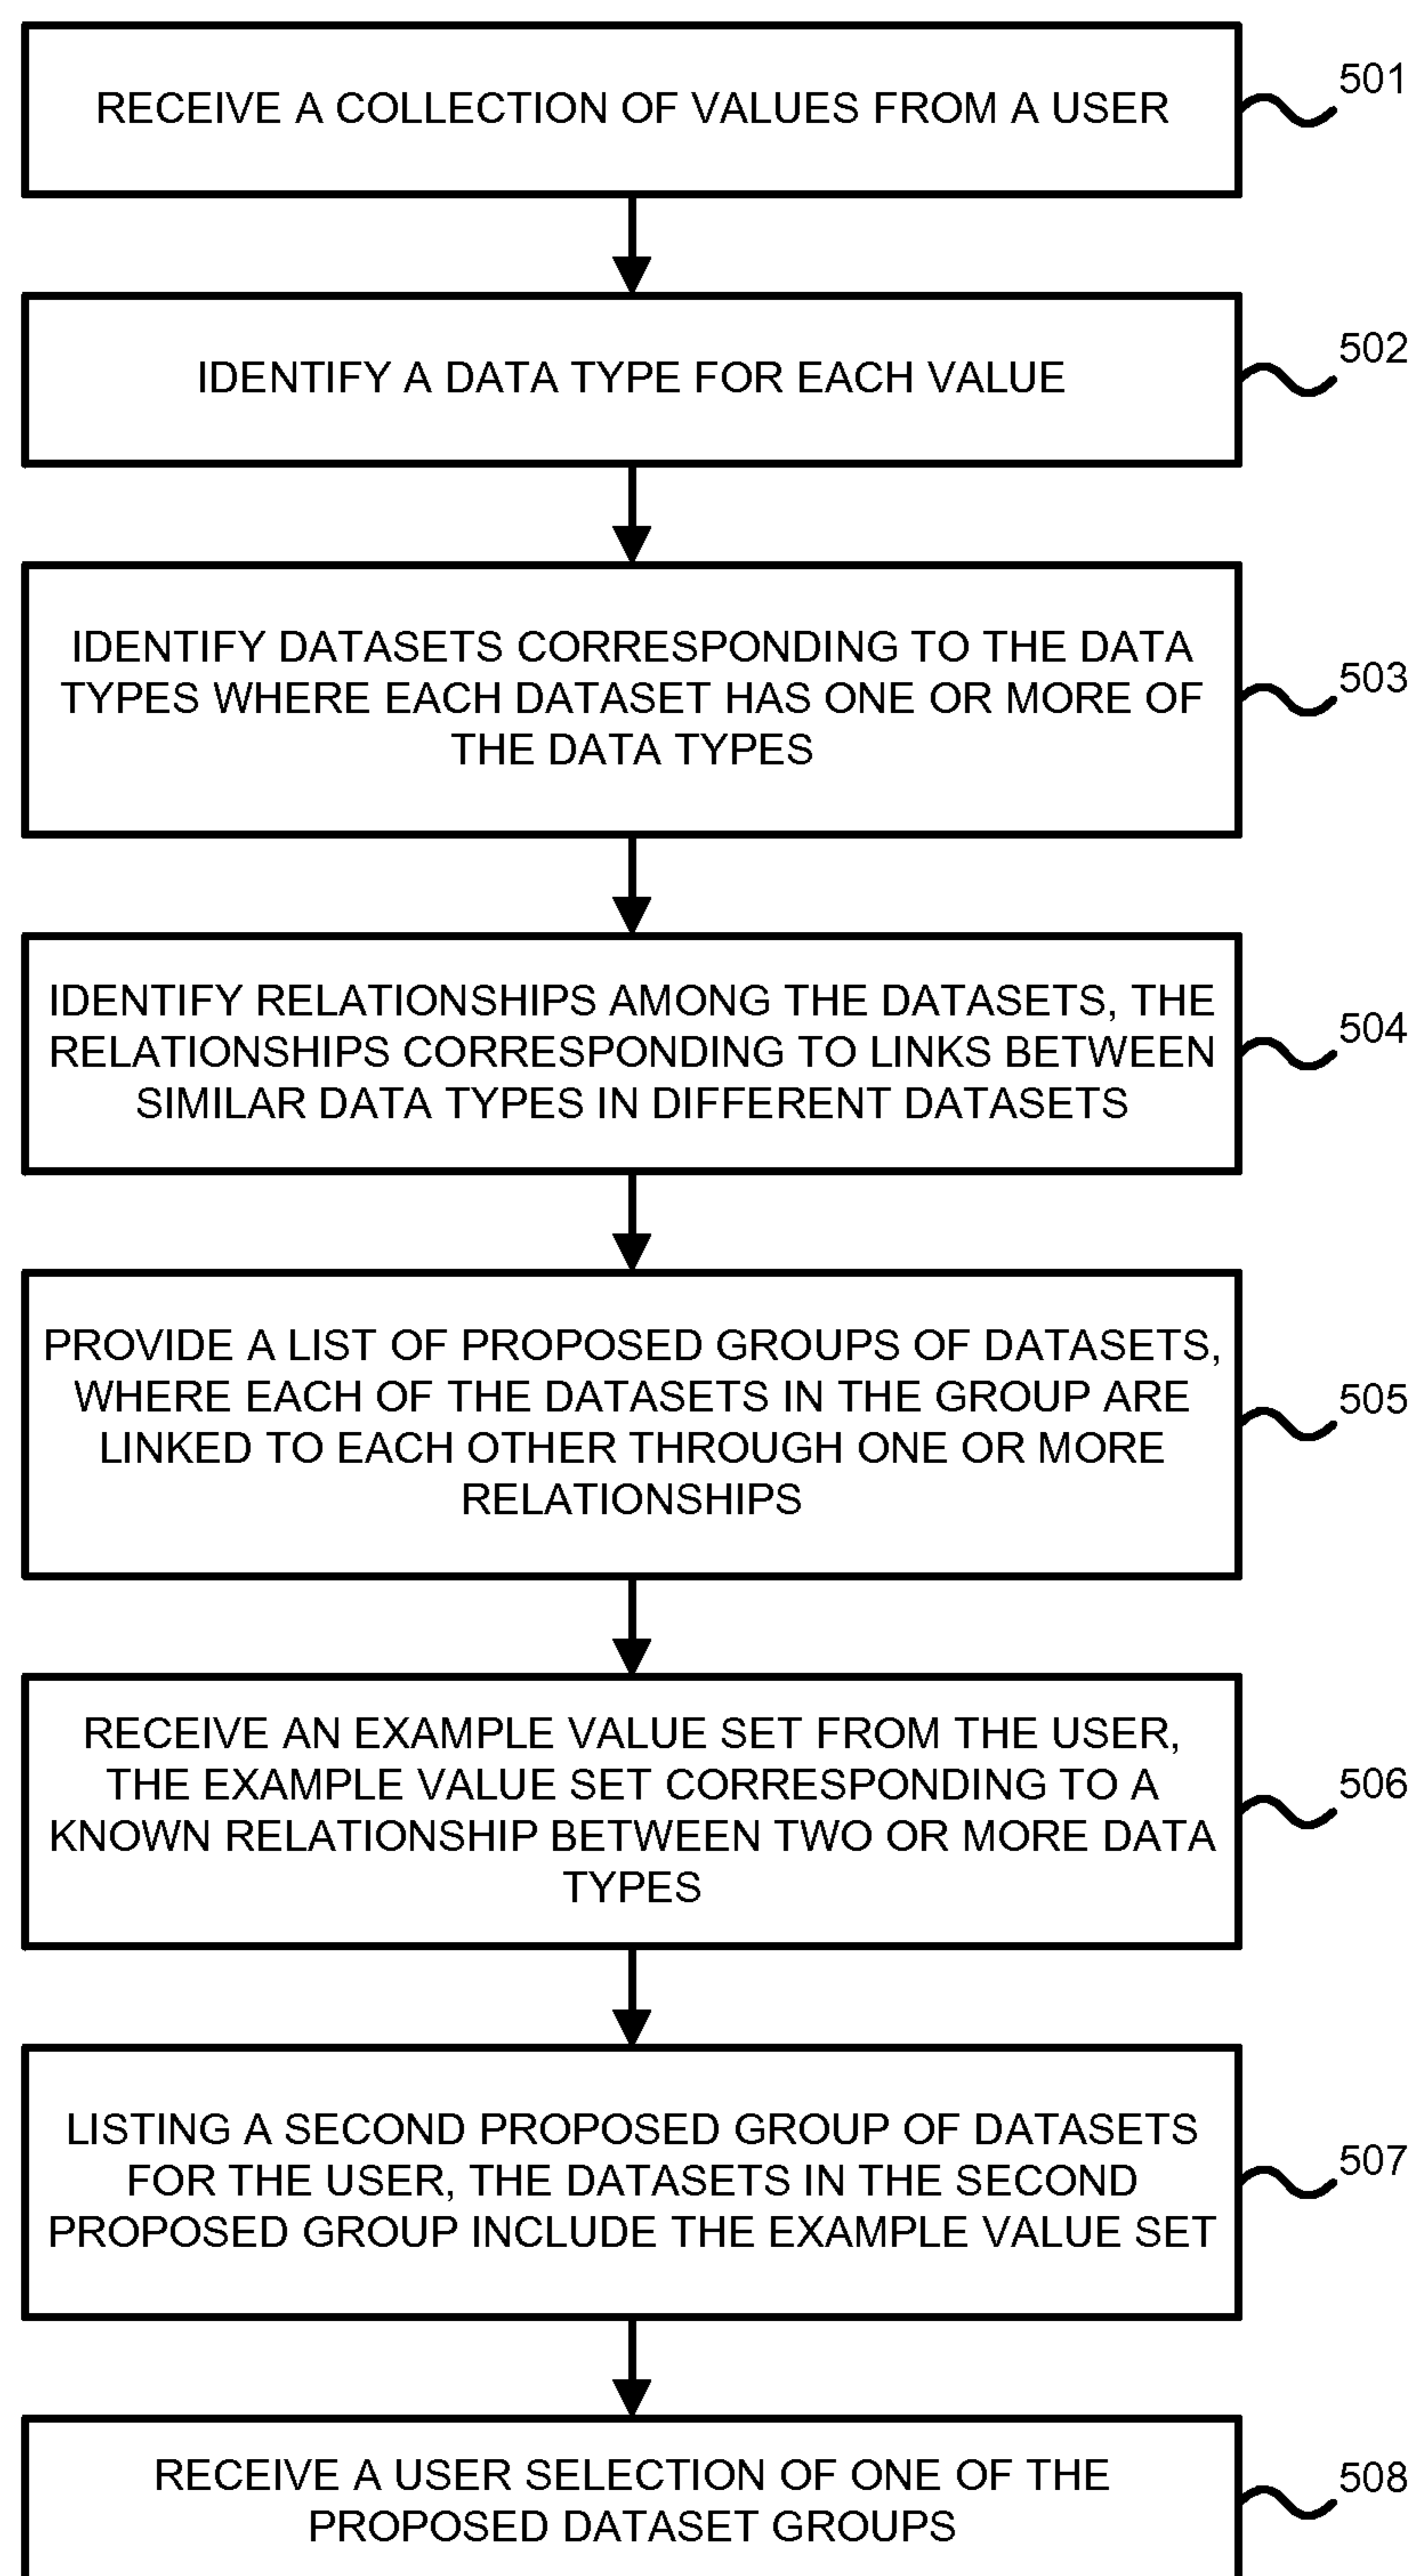 RECEIVE A COLLECTION OF VALUES FROM A USER
501
IDENTIFY A DATA TYPE FOR EACH VALUE
502
IDENTIFY DATASETS CORRESPONDING TO THE DATA
TYPES WHERE EACH DATASET HAS ONE OR MORE OF
THE DATA TYPES
503
IDENTIFY RELATIONSHIPS AMONG THE DATASETS, THE
RELATIONSHIPS CORRESPONDING TO LINKS BETWEEN
SIMILAR DATA TYPES IN DIFFERENT DATASETS
504
PROVIDE A LIST OF PROPOSED GROUPS OF DATASETS,
WHERE EACH OF THE DATASETS IN THE GROUP ARE
LINKED TO EACH OTHER THROUGH ONE OR MORE
RELATIONSHIPS
505
RECEIVE AN EXAMPLE VALUE SET FROM THE USER,
THE EXAMPLE VALUE SET CORRESPONDING TO A
KNOWN RELATIONSHIP BETWEEN TWO OR MORE DATA
TYPES
506
LISTING A SECOND PROPOSED GROUP OF DATASETS
FOR THE USER, THE DATASETS IN THE SECOND
PROPOSED GROUP INCLUDE THE EXAMPLE VALUE SET
507
RECEIVE A USER SELECTION OF ONE OF THE
PROPOSED DATASET GROUPS
508